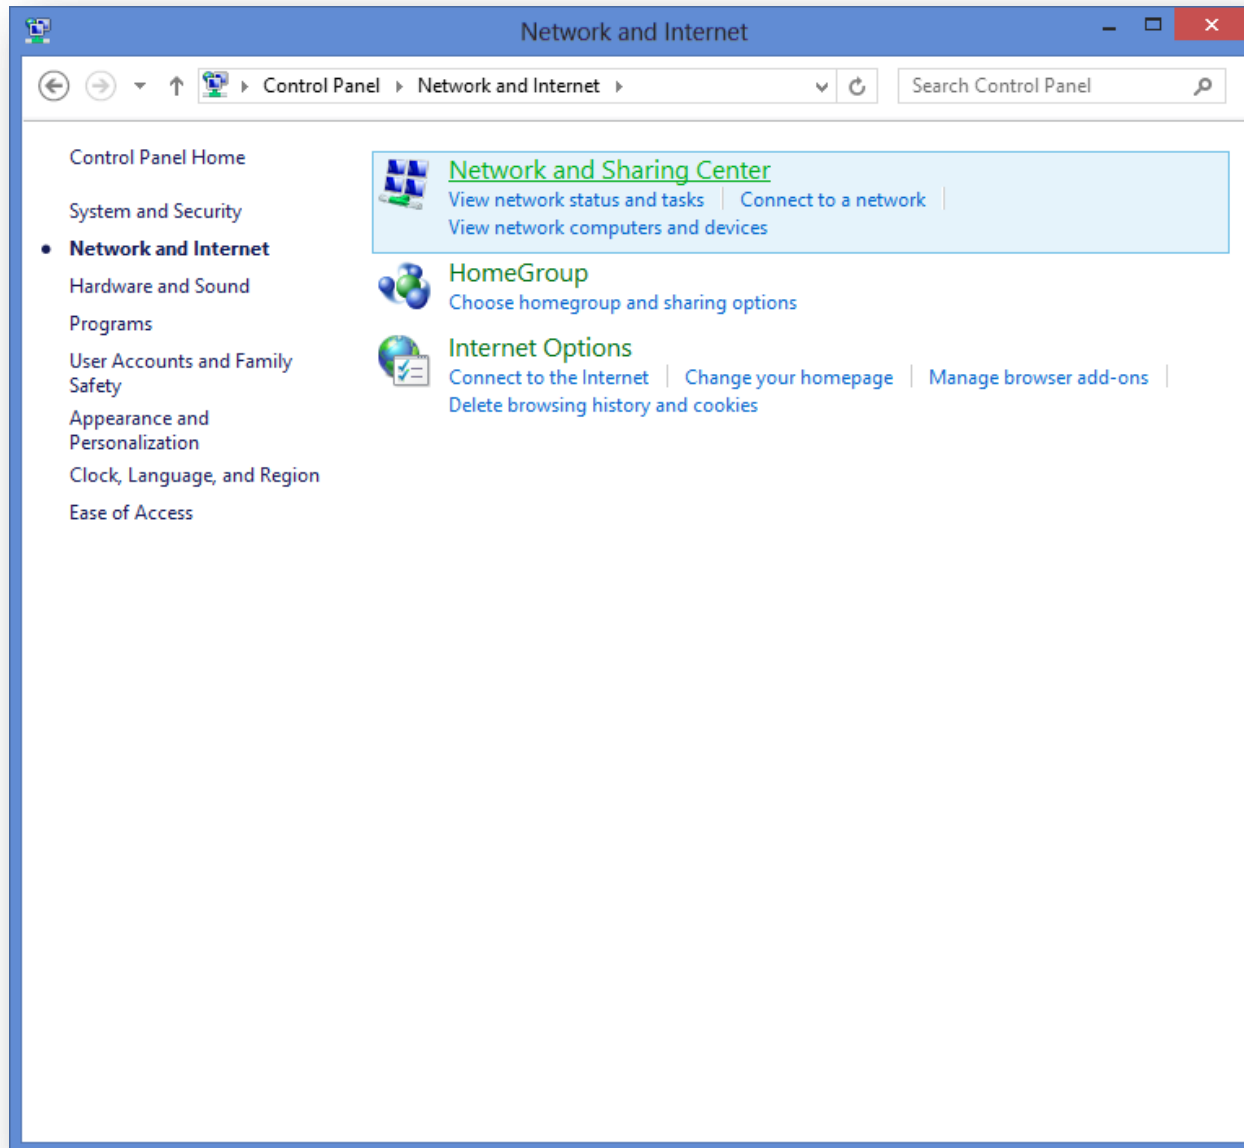 Network and Internet
Control Panel Network and Internet
Search Control Panel
Control Panel Home
System and Security
Network and Internet
Hardware and Sound
Programs
User Accounts and Family
Safety
Appearance and
Personalization
Clock, Language, and Region
Ease of Access
Network and Sharing Center
View network status and tasks Connect to a network
View network computers and devices
HomeGroup
Choose homegroup and sharing options
Internet Options
Connect to the Internet Change your homepage Manage browser add-ons
Delete browsing history and cookies